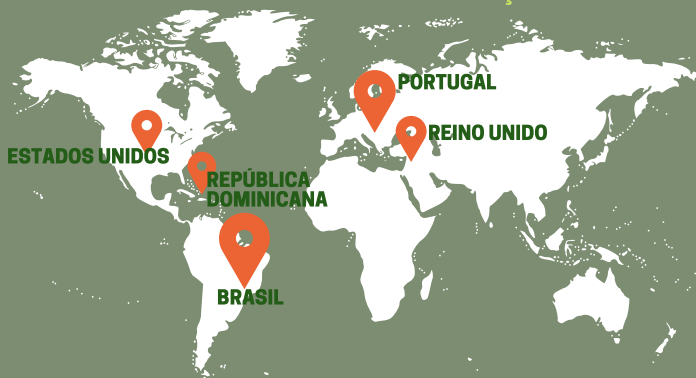 PORTUGAL
REINO UNIDO
ESTADOS UNIDOS
REPÚBLICA
DOMINICANA
BRASIL